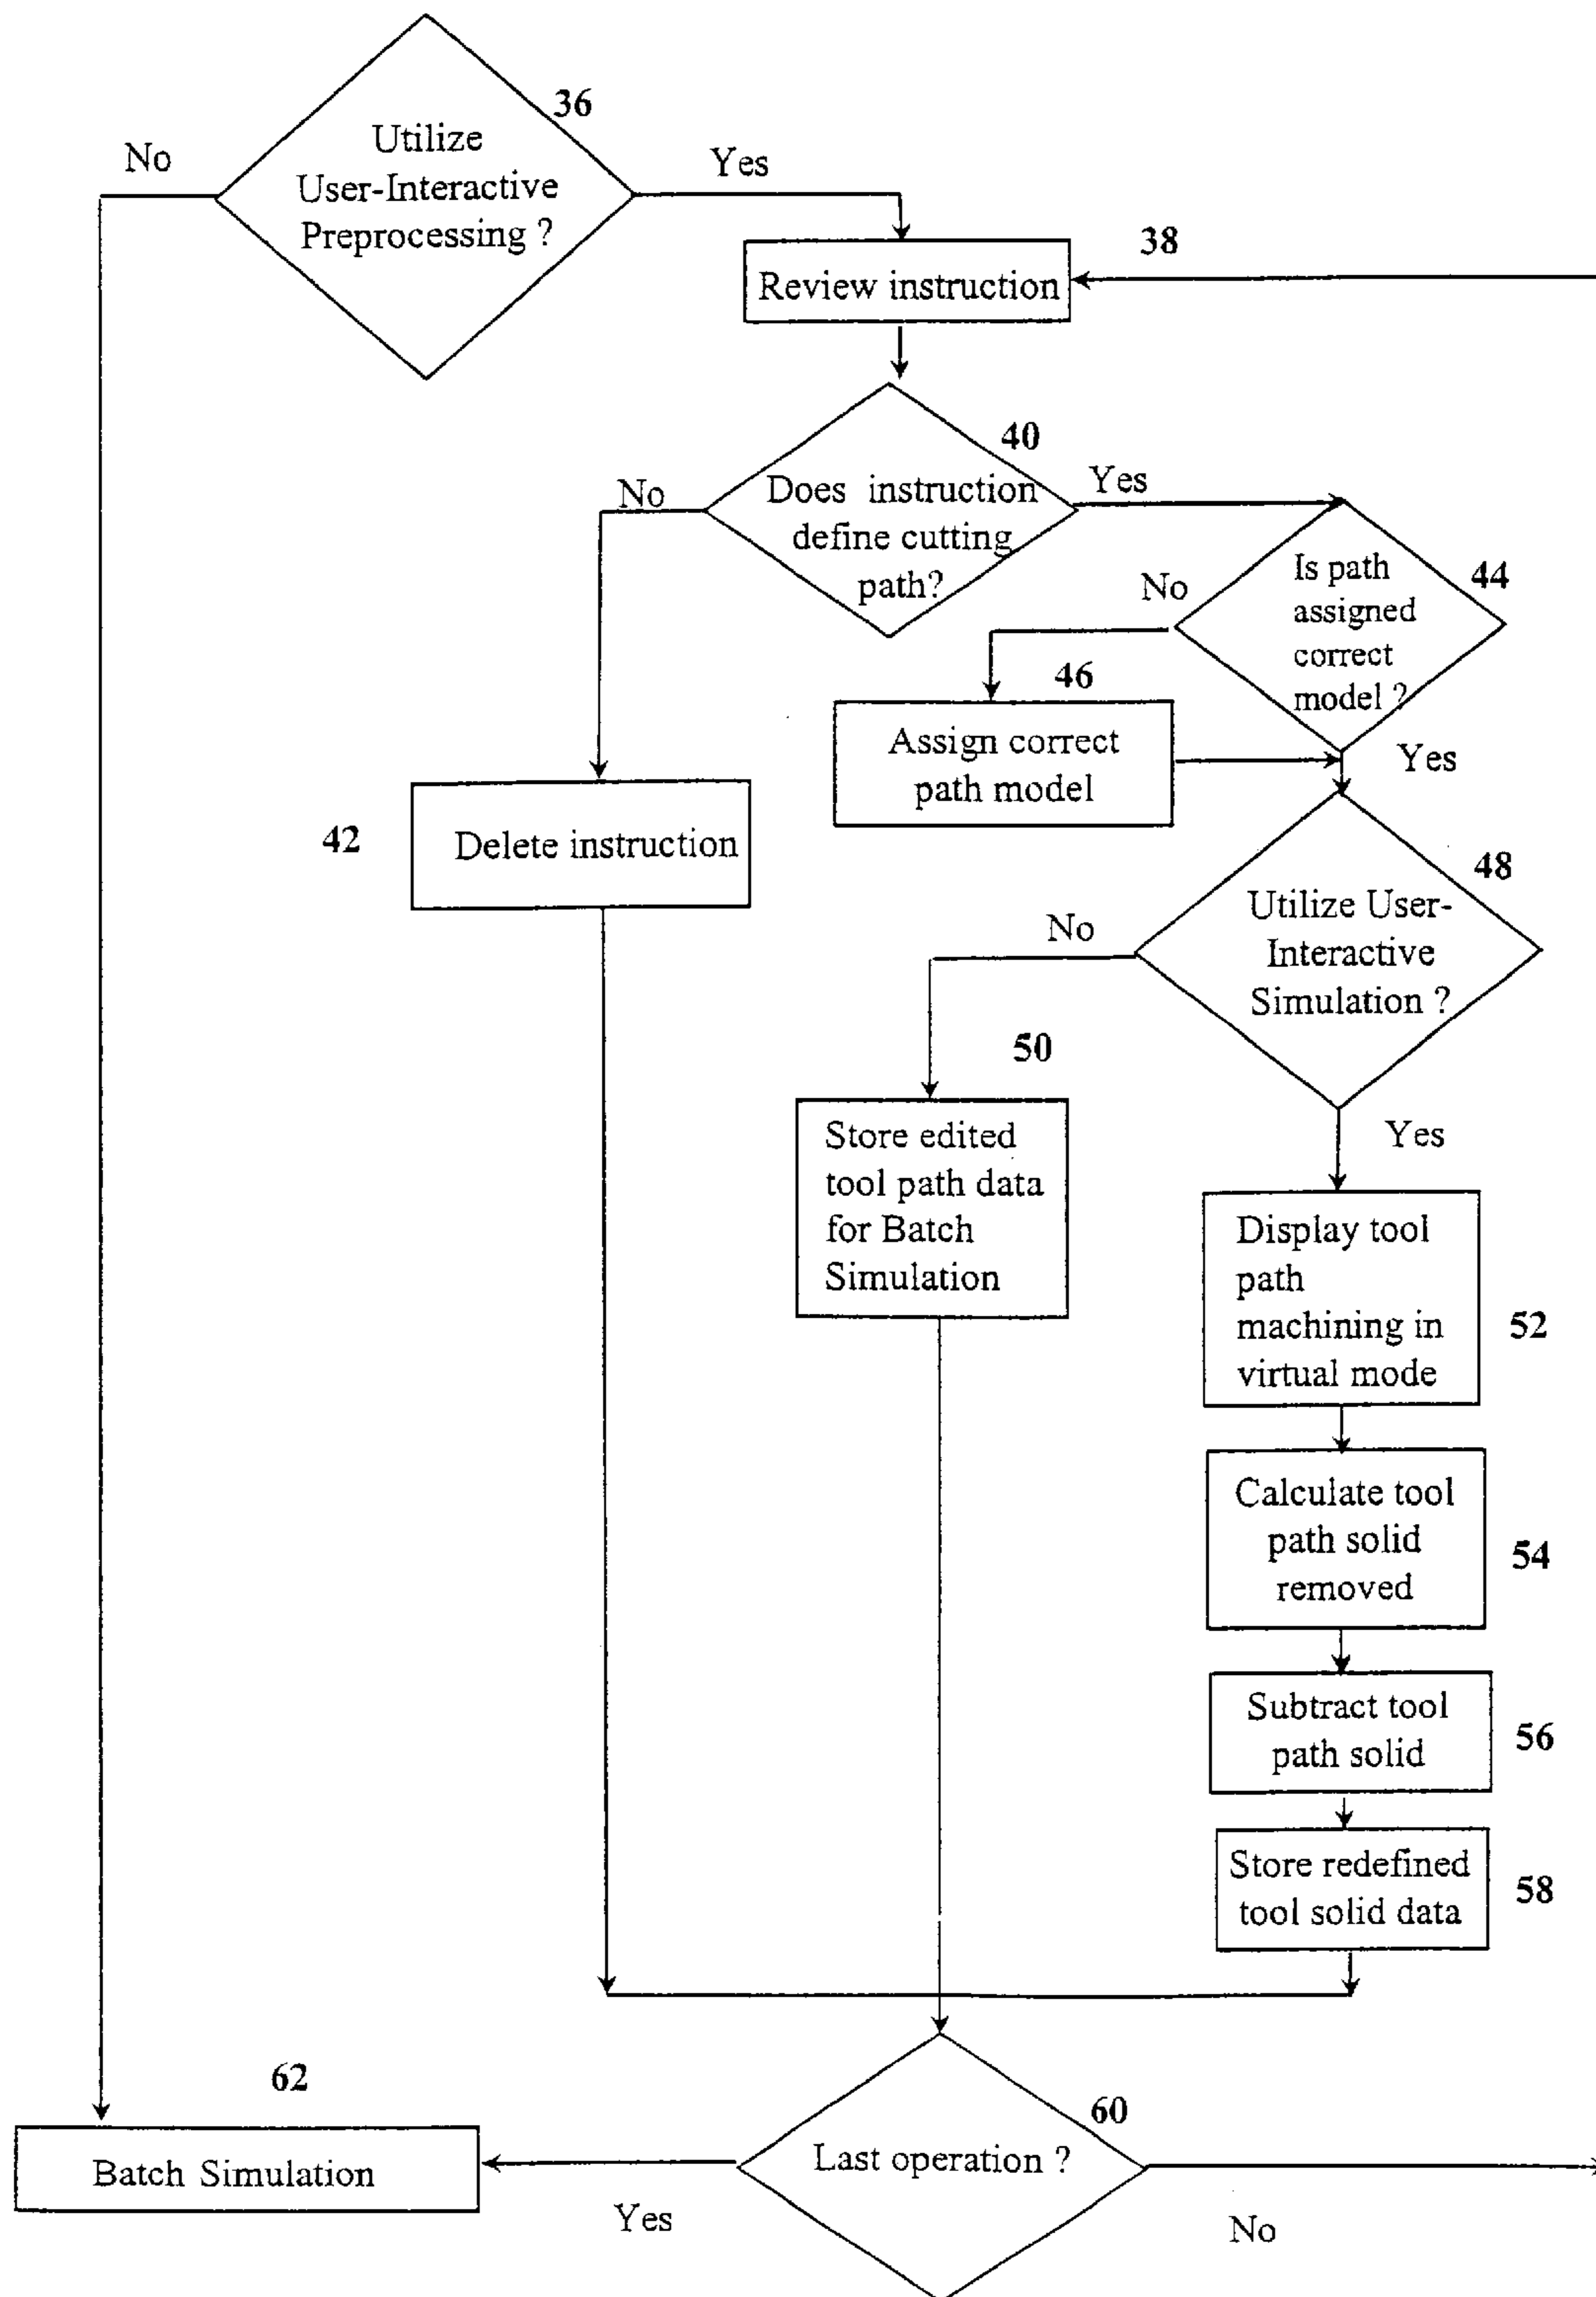 36
Utilize
User-Interactive
Preprocessing ?
No
Yes
38
Review instruction
40
Does instruction
define cutting
path?
No
Yes
44
Is path
assigned
correct
model ?
No
Yes
46
Assign correct
path model
42
Delete instruction
48
Utilize User-
Interactive
Simulation ?
No
Yes
50
Store edited
tool path data
for Batch
Simulation
Display tool
path
machining in
virtual mode
52
Calculate tool
path solid
removed
54
Subtract tool
path solid
56
Store redefined
tool solid data
58
62
Batch Simulation
60
Last operation ?
Yes
No